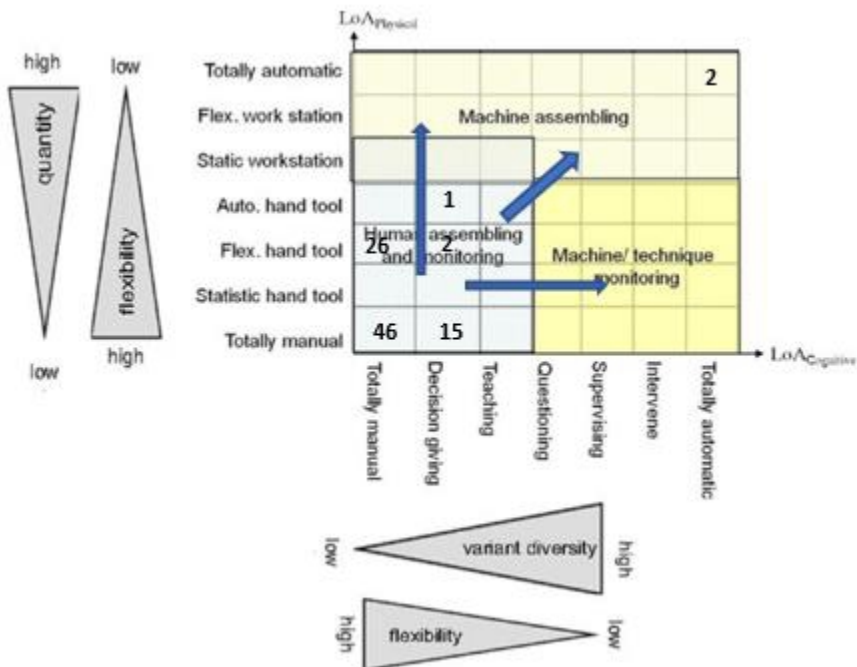 LoAPhysical
high
low
quantity
flexibility
low
high
Totally automatic
Flex. work station
Static workstation
Auto. hand tool
Flex. hand tool
Statistic hand tool
Totally manual
2
Machine assembling
1
Human assembling
26
2
and monitoring
Machine/ technique
monitoring
46
15
LoACognitive
Totally manual
Decision giving
Teaching
Questioning
Supervising
Intervene
Totally automatic
low
variant diversity
high
high
flexibility
low